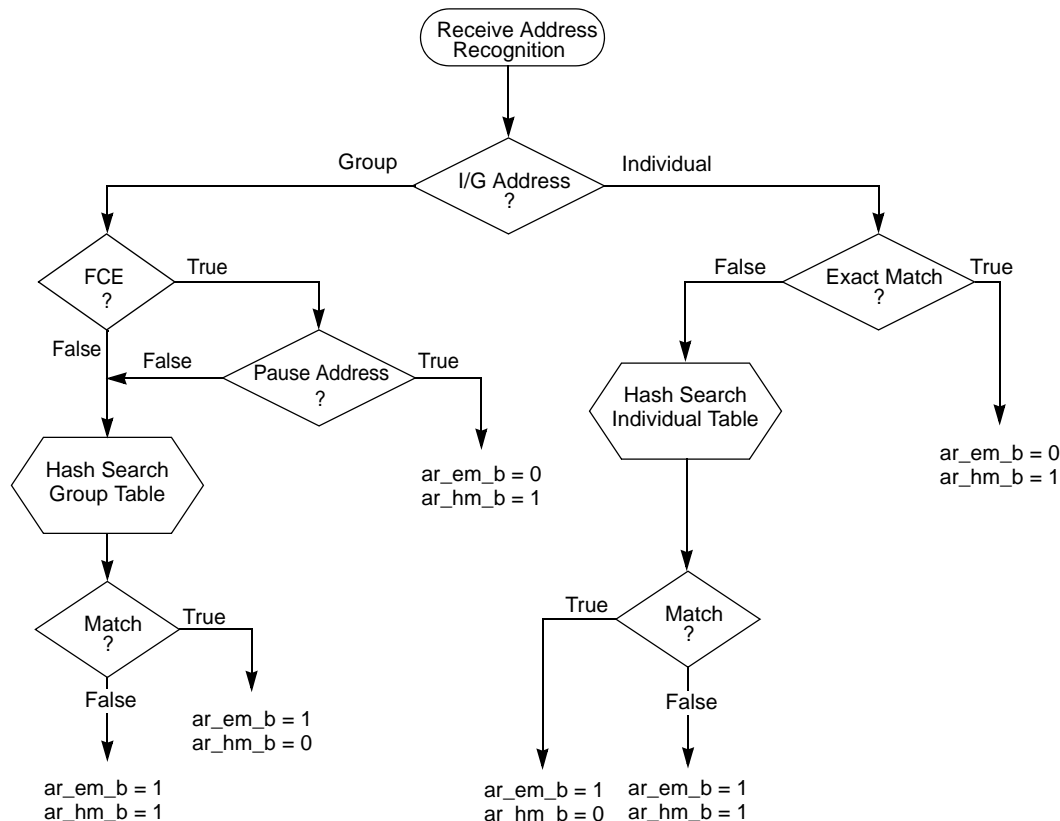 Receive Address
Recognition
Group
I/G Address
?
Individual
FCE
?
True
False
False
Pause Address
?
True
False
Exact Match
?
True
Hash Search
Group Table
ar_em_b = 0
ar_hm_b = 1
Hash Search
Individual Table
ar_em_b = 0
ar_hm_b = 1
Match
?
True
False
ar_em_b = 1
ar_hm_b = 0
ar_em_b = 1
ar_hm_b = 1
True
Match
?
False
ar_em_b = 1
ar_hm_b = 0
ar_em_b = 1
ar_hm_b = 1